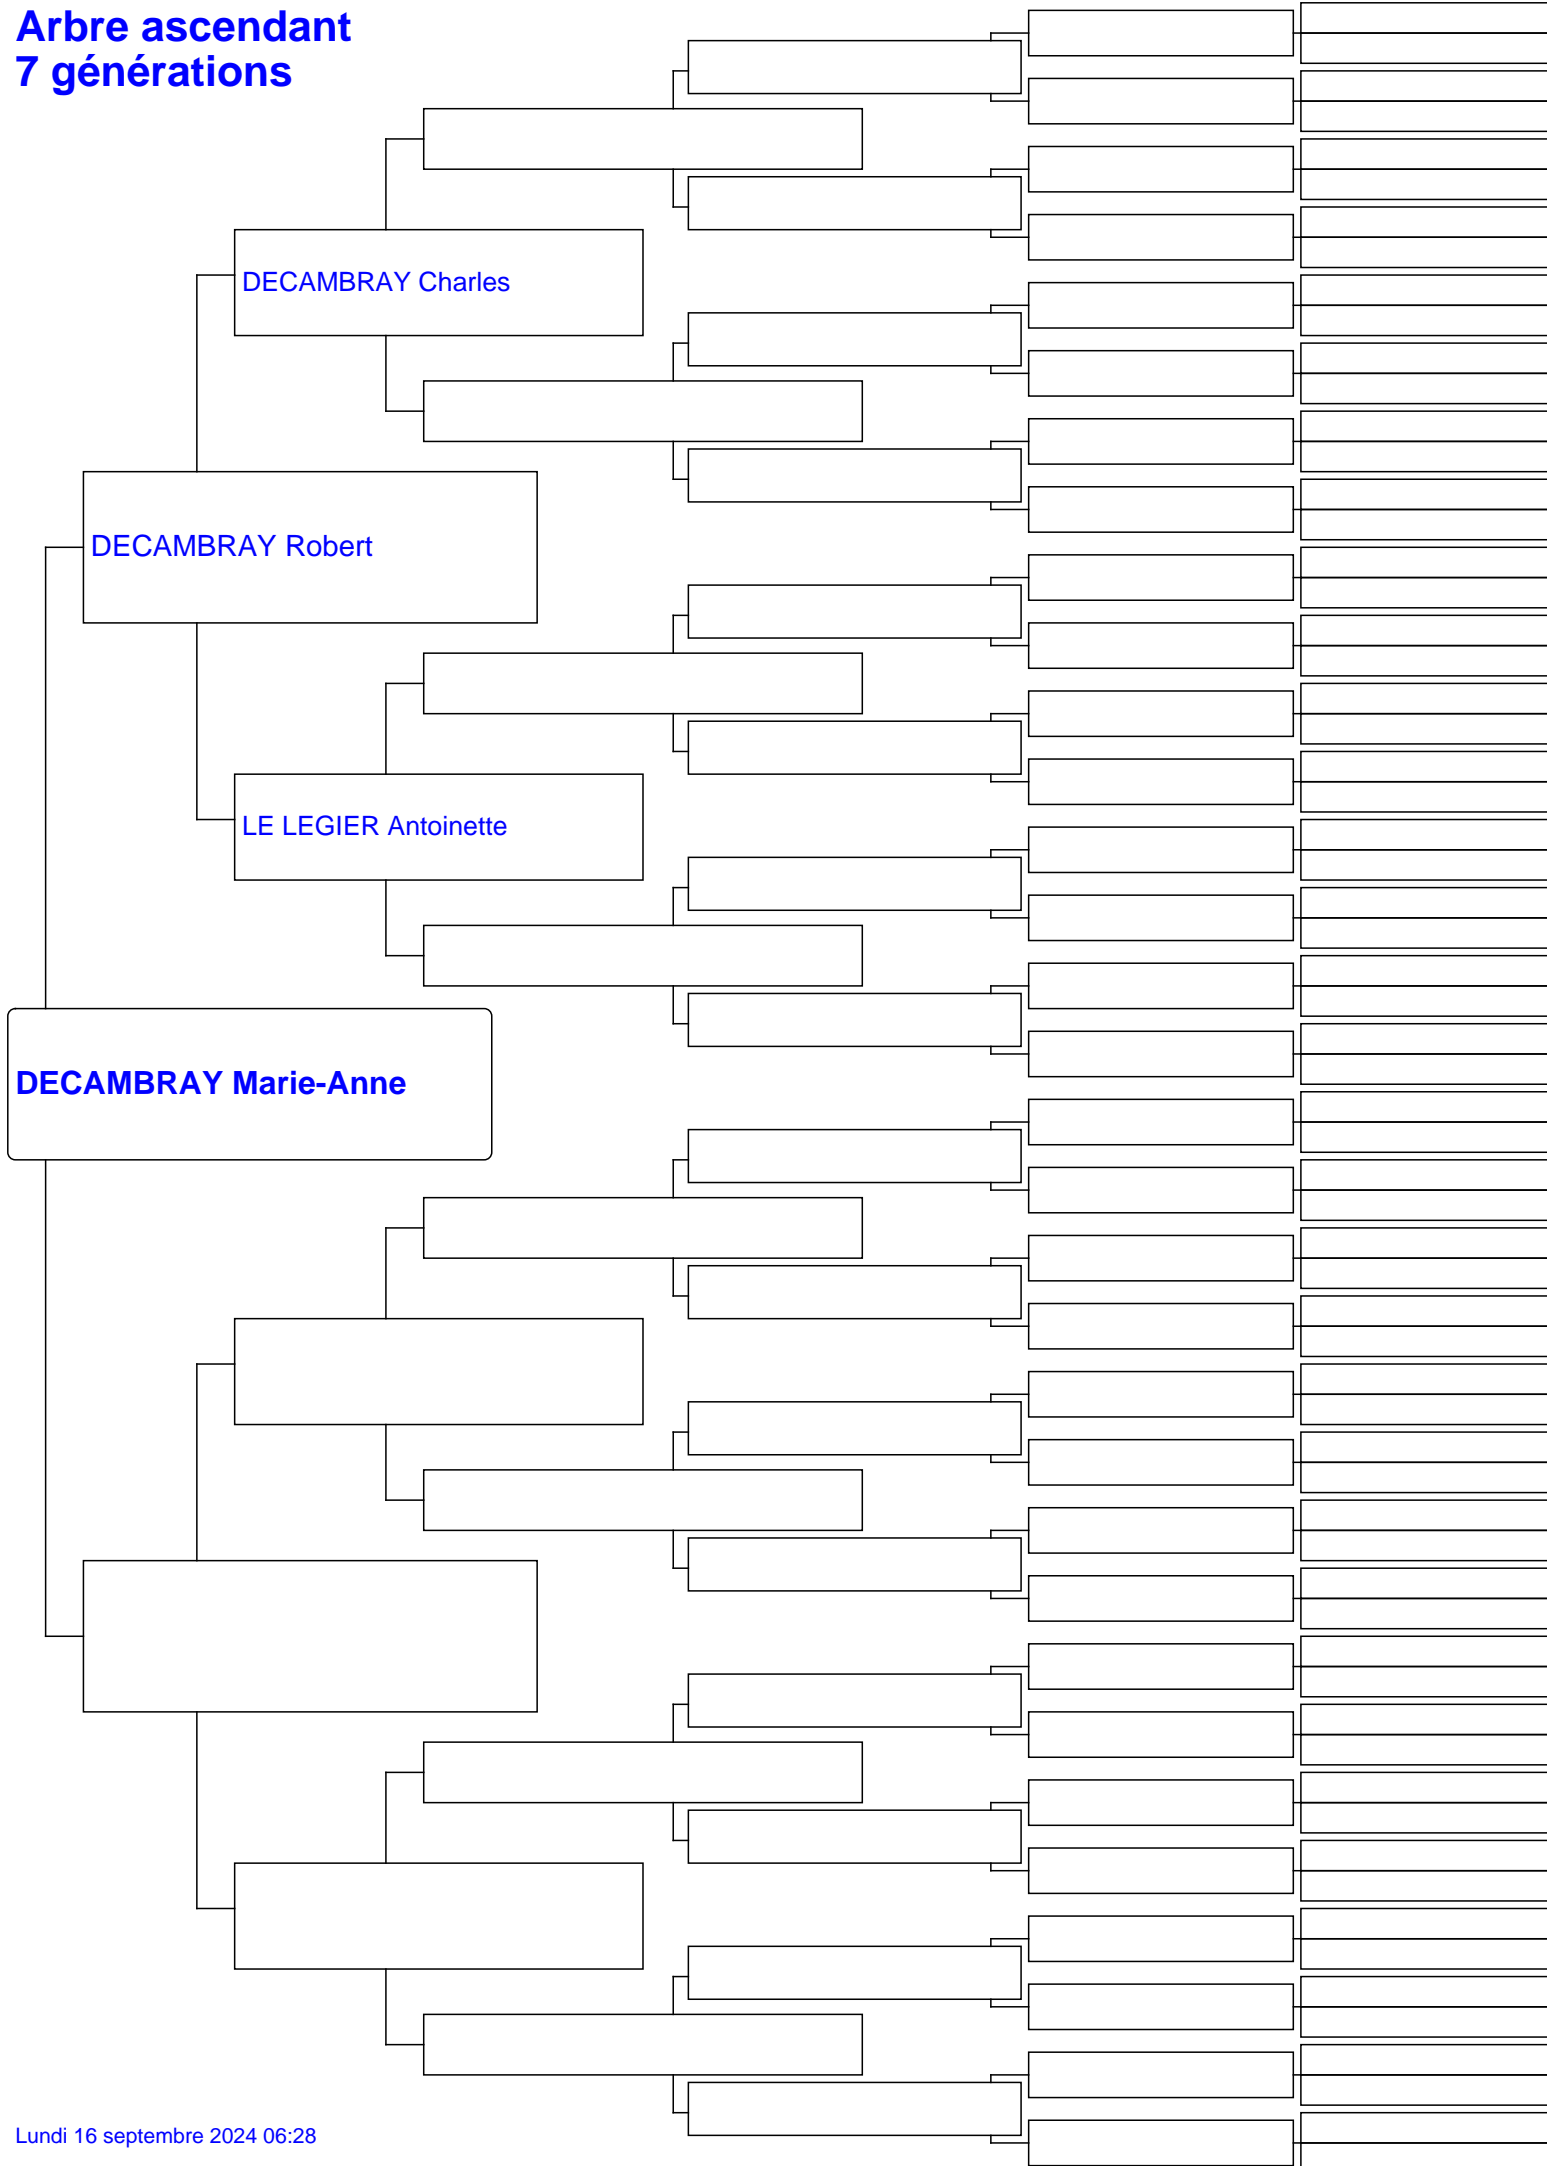 Arbre ascendant
7 générations
DECAMBRAY Charles
DECAMBRAY Robert
LE LEGIER Antoinette
DECAMBRAY Marie-Anne
Lundi 16 septembre 2024 06:28